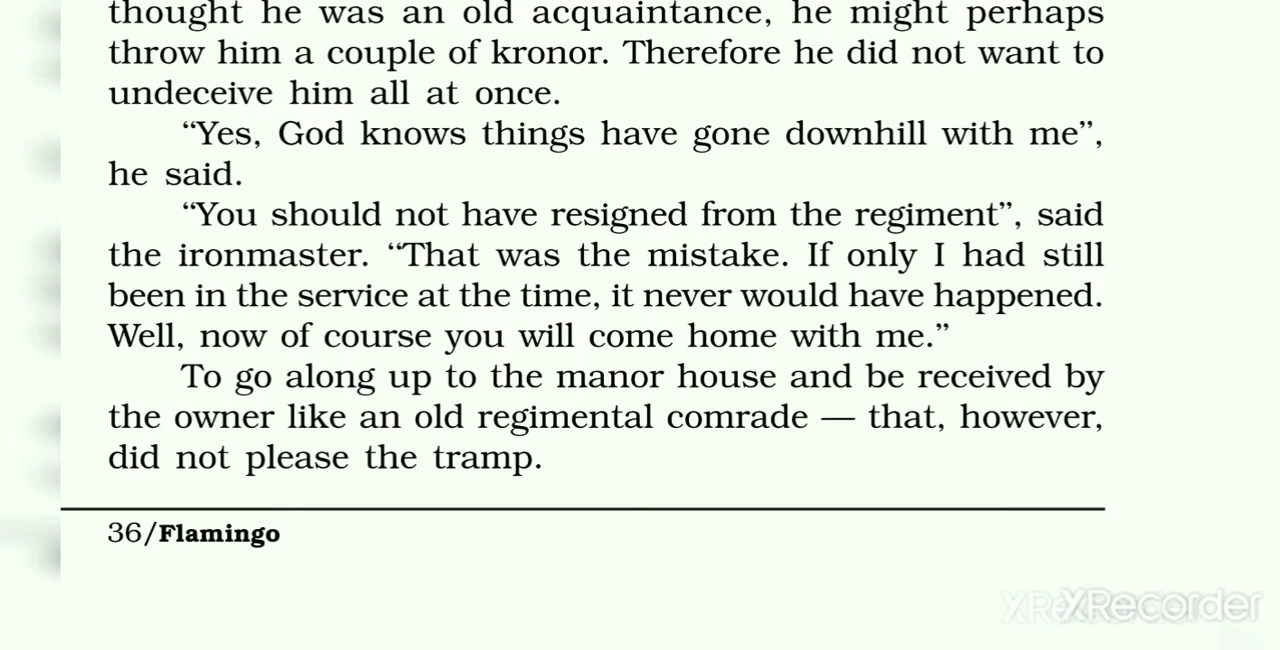 thought he was an old acquaintance, he might perhaps
throw him a couple of kronor. Therefore he did not want to
undeceive him all at once.
“Yes, God knows things have gone downhill with me”,
he said.
“You should not have resigned from the regiment”, said
the ironmaster. “That was the mistake. If only I had still
been in the service at the time, it never would have happened.
Well, now of course you will come home with me.”
To go along up to the manor house and be received by
the owner like an old regimental comrade — that, however,
did not please the tramp.
36/Flamingo
XRecorder